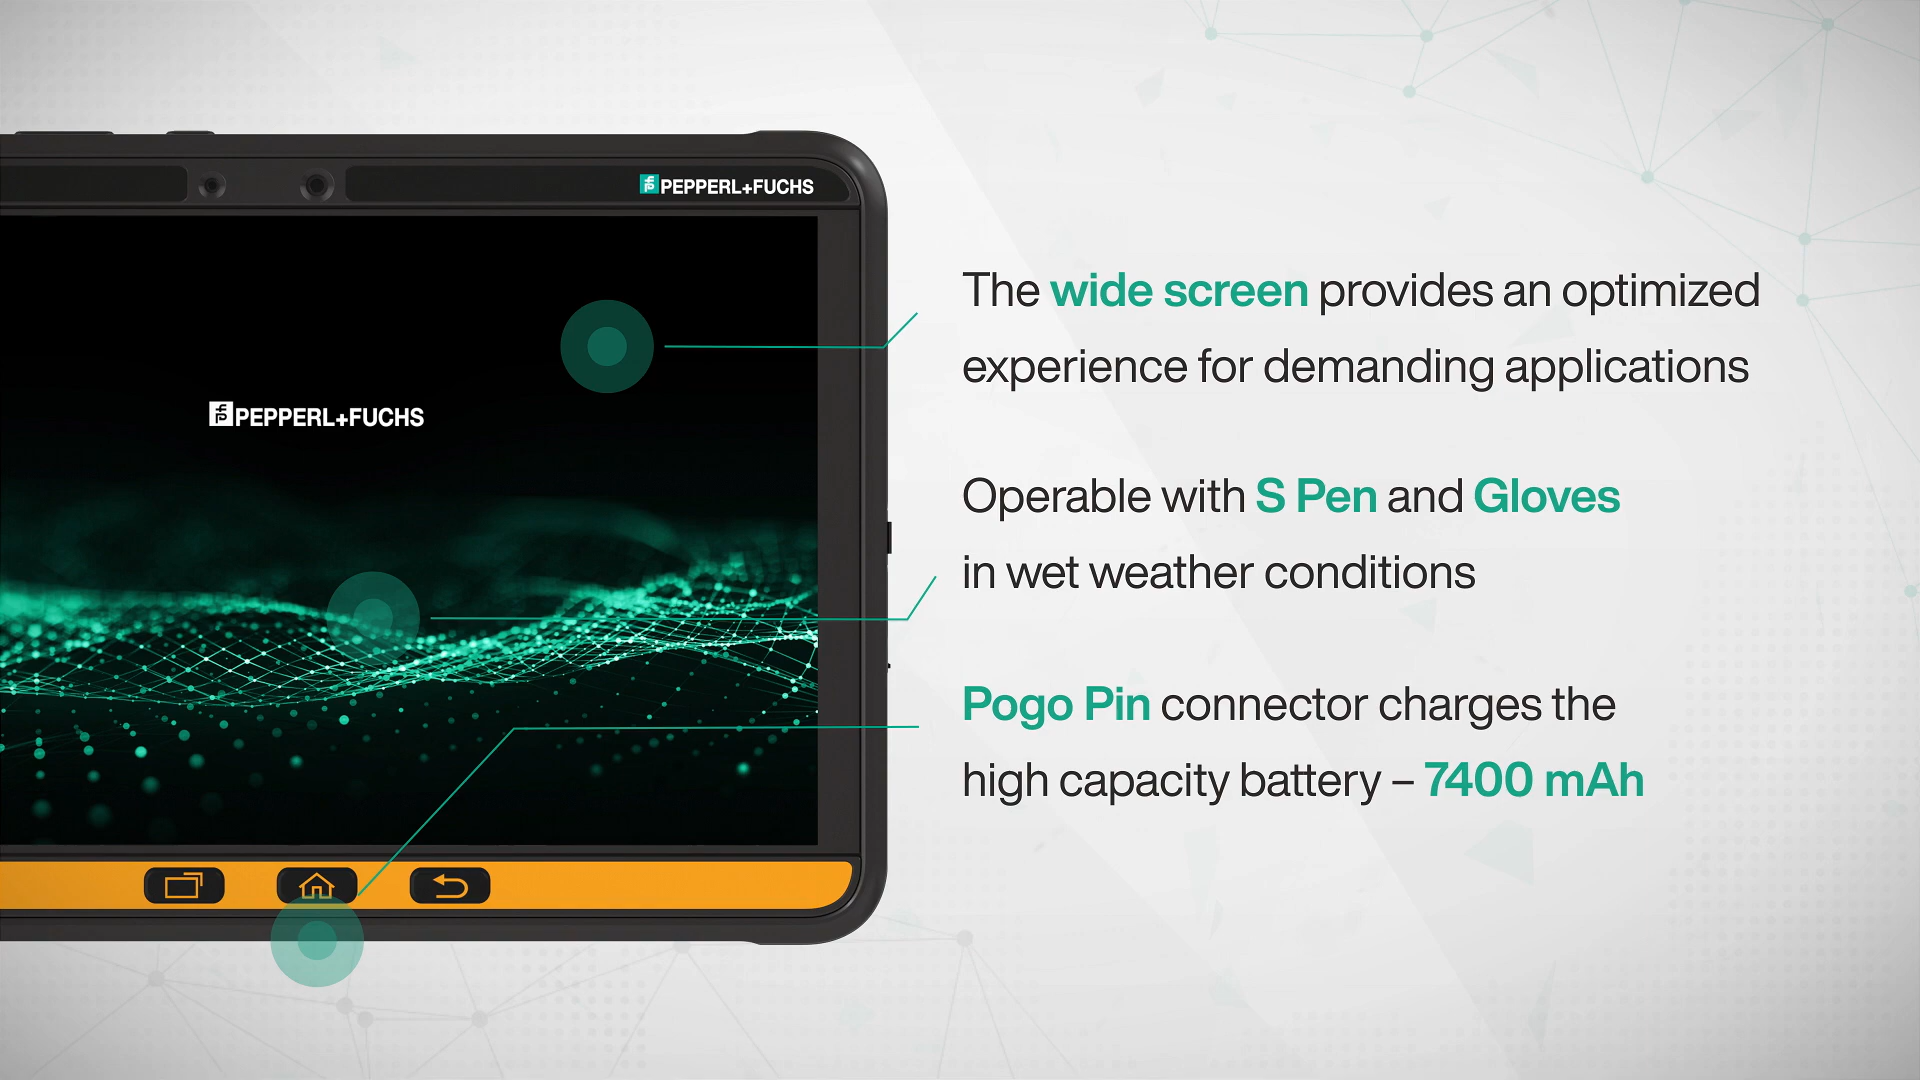 PEPPERL+FUCHS
PEPPERL+FUCHS
The wide screen provides an optimized
experience for demanding applications
Operable with S Pen and Gloves
in wet weather conditions
Pogo Pin connector charges the
high capacity battery – 7400 mAh